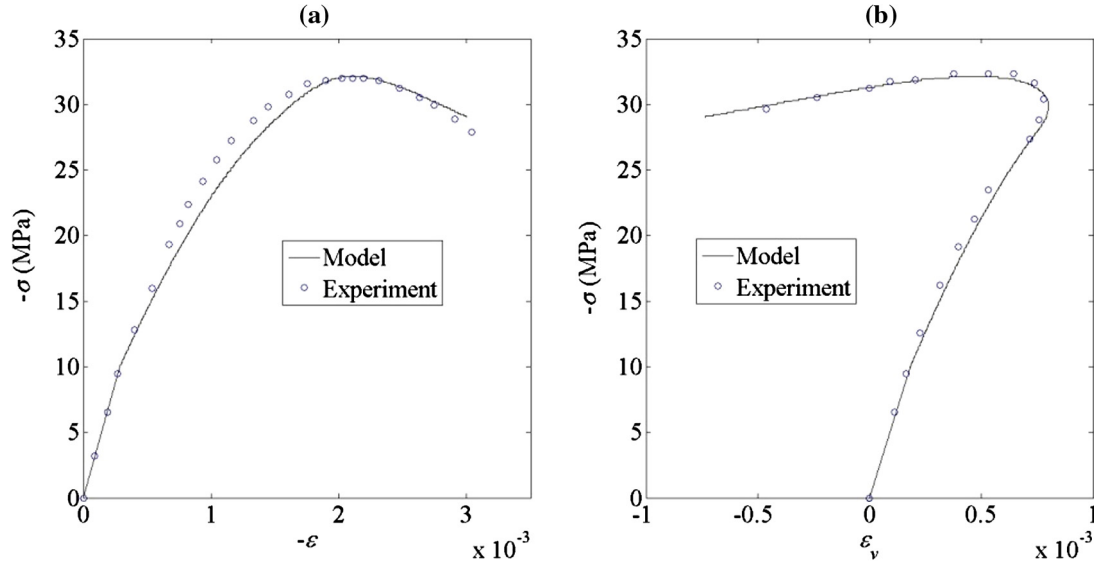 (a)
35
30
25
20
15
10
5
0
-σ (MPa)
Model
Experiment
0 1 2 3
-ε
x 10⁻³
(b)
35
30
25
20
15
10
5
0
-σ (MPa)
Model
Experiment
-1 -0.5 0 0.5 1
εᵥ
x 10⁻³